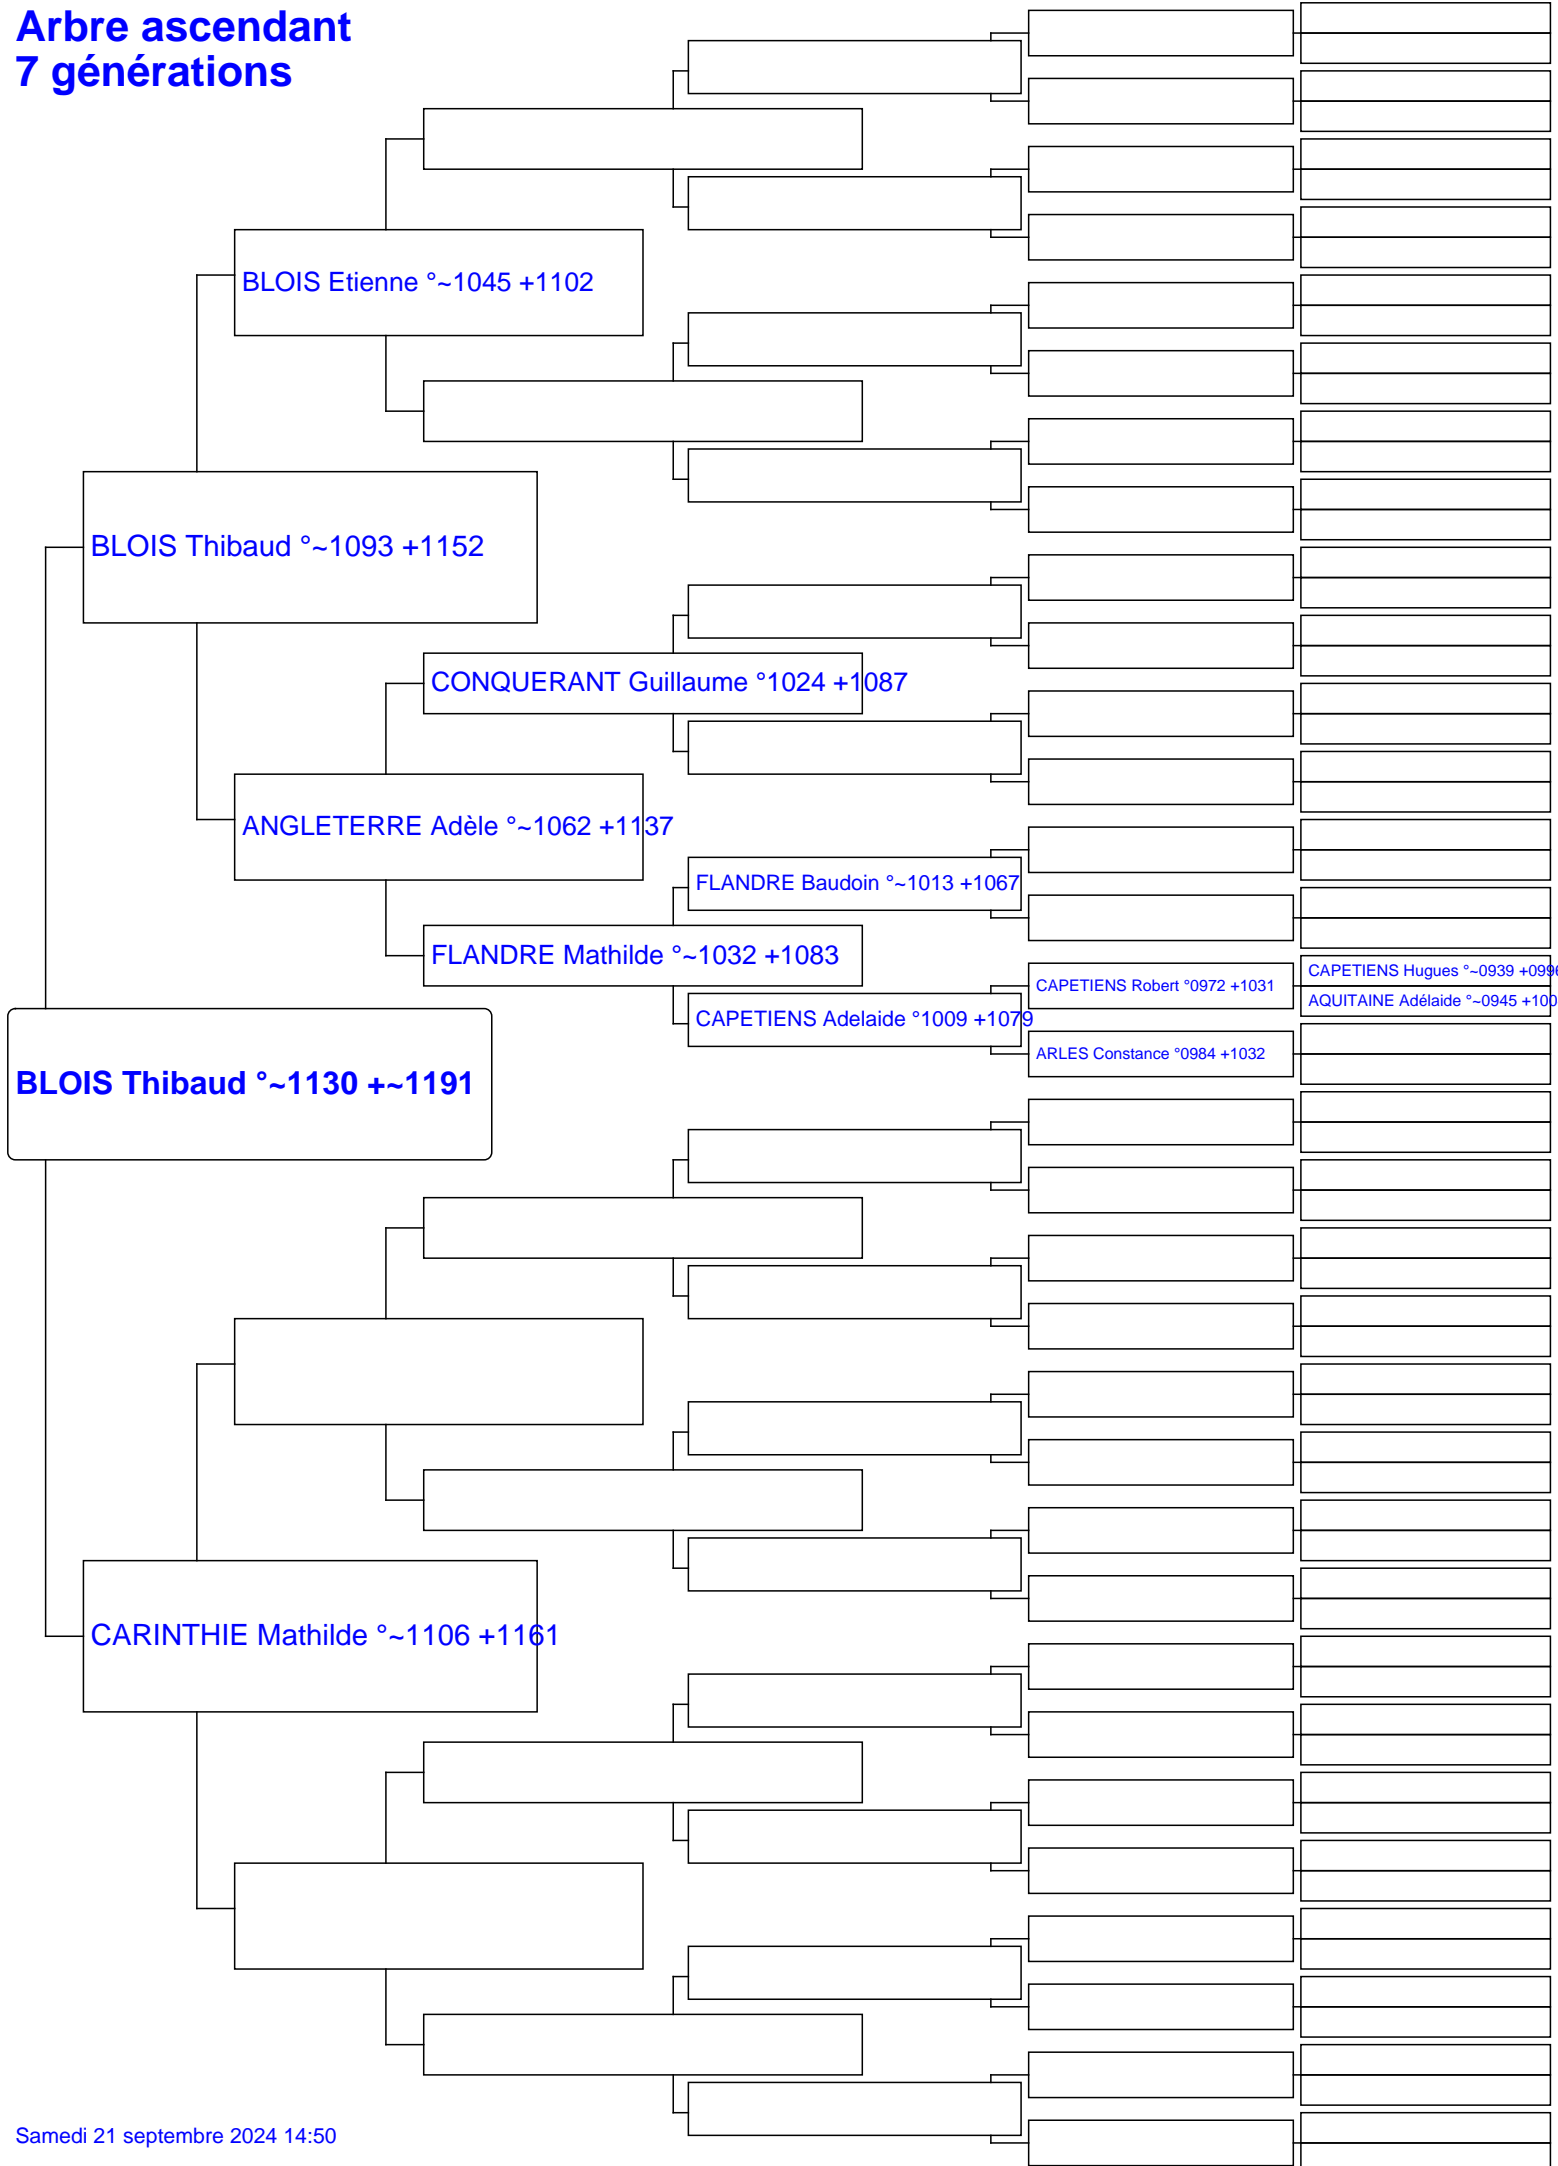 Arbre ascendant
7 générations
BLOIS Etienne °~1045 +1102
BLOIS Thibaud °~1093 +1152
CONQUERANT Guillaume °1024 +1087
ANGLETERRE Adèle °~1062 +1137
FLANDRE Baudoin °~1013 +1067
FLANDRE Mathilde °~1032 +1083
CAPETIENS Hugues °~0939 +0996
CAPETIENS Robert °0972 +1031
AQUITAINE Adélaide °~0945 +100
CAPETIENS Adelaide °1009 +1079
ARLES Constance °0984 +1032
BLOIS Thibaud °~1130 +~1191
CARINTHIE Mathilde °~1106 +1161
Samedi 21 septembre 2024 14:50